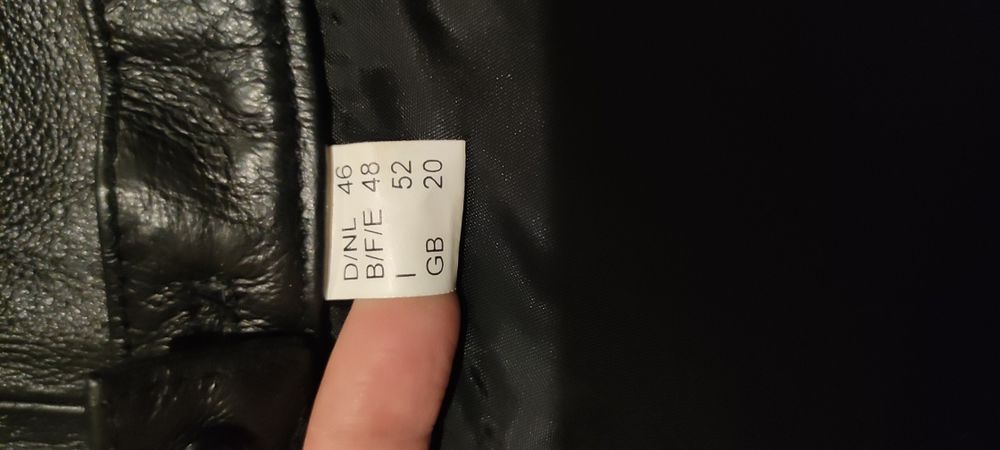 D/NL 46
B/F/E 48
I 52
GB 20